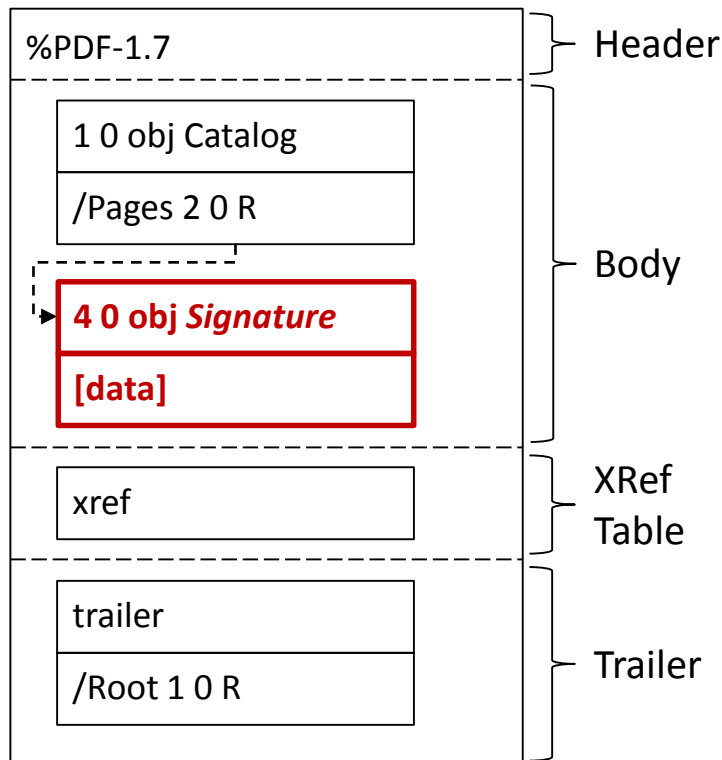 %PDF-1.7
Header
1 0 obj Catalog
/Pages 2 0 R
Body
4 0 obj Signature
[data]
xref
XRef
Table
trailer
/Root 1 0 R
Trailer